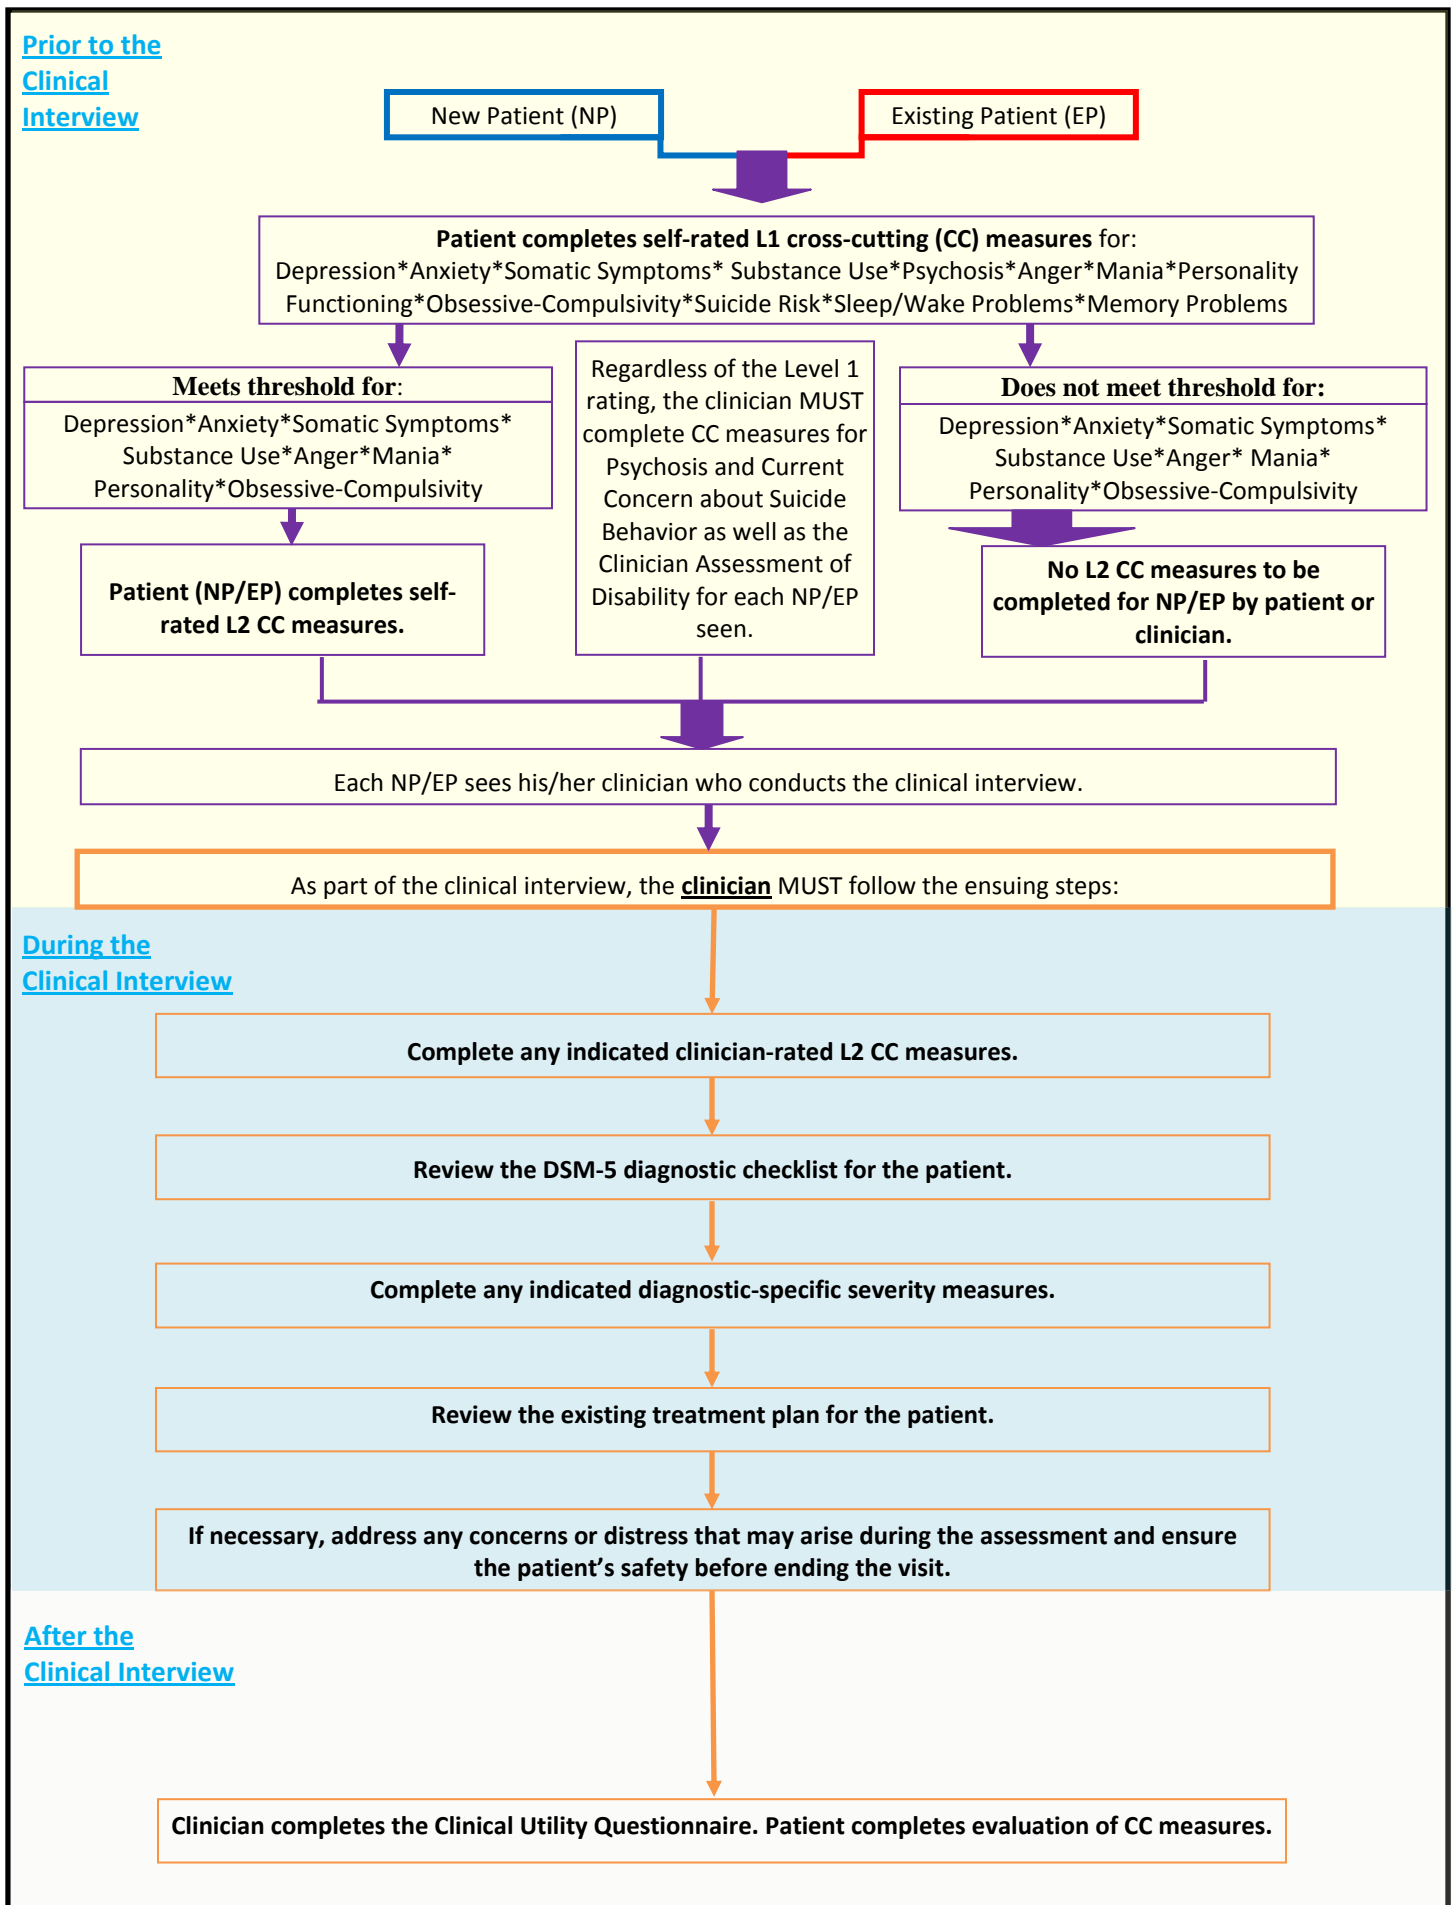 Prior to the
Clinical
Interview
New Patient (NP)
Existing Patient (EP)
Patient completes self-rated L1 cross-cutting (CC) measures for:
Depression*Anxiety*Somatic Symptoms* Substance Use*Psychosis*Anger*Mania*Personality
Functioning*Obsessive-Compulsivity*Suicide Risk*Sleep/Wake Problems*Memory Problems
Meets threshold for:
Depression*Anxiety*Somatic Symptoms*
Substance Use*Anger*Mania*
Personality*Obsessive-Compulsivity
Patient (NP/EP) completes self-
rated L2 CC measures.
Regardless of the Level 1
rating, the clinician MUST
complete CC measures for
Psychosis and Current
Concern about Suicide
Behavior as well as the
Clinician Assessment of
Disability for each NP/EP
seen.
Does not meet threshold for:
Depression*Anxiety*Somatic Symptoms*
Substance Use*Anger* Mania*
Personality*Obsessive-Compulsivity
No L2 CC measures to be
completed for NP/EP by patient or
clinician.
Each NP/EP sees his/her clinician who conducts the clinical interview.
As part of the clinical interview, the clinician MUST follow the ensuing steps:
During the
Clinical Interview
Complete any indicated clinician-rated L2 CC measures.
Review the DSM-5 diagnostic checklist for the patient.
Complete any indicated diagnostic-specific severity measures.
Review the existing treatment plan for the patient.
If necessary, address any concerns or distress that may arise during the assessment and ensure
the patient’s safety before ending the visit.
After the
Clinical Interview
Clinician completes the Clinical Utility Questionnaire. Patient completes evaluation of CC measures.